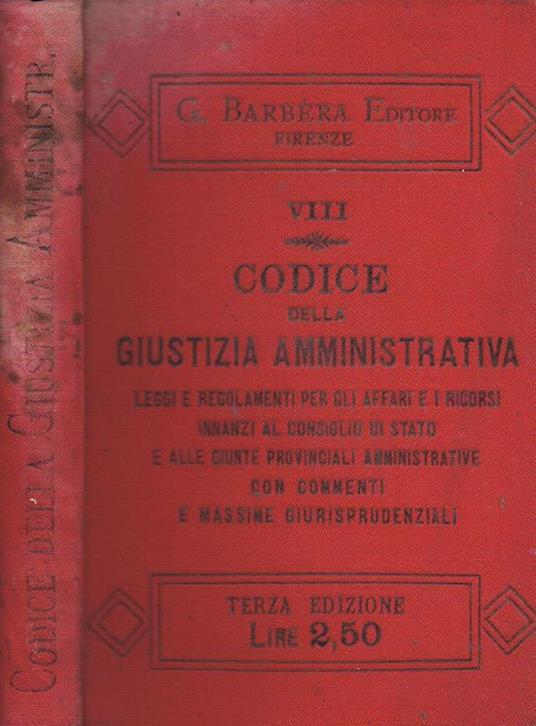 CODICE DELLA GIUSTIZIA AMMINISTR.
G. BARBÈRA EDITORE
FIRENZE
VIII
CODICE
DELLA
GIUSTIZIA AMMINISTRATIVA
LEGGI E REGOLAMENTI PER GLI AFFARI E I RICORSI
INNANZI AL CONSIGLIO DI STATO
E ALLE GIUNTE PROVINCIALI AMMINISTRATIVE
CON COMMENTI
E MASSIME GIURISPRUDENZIALI
TERZA EDIZIONE
LIRE 2,50